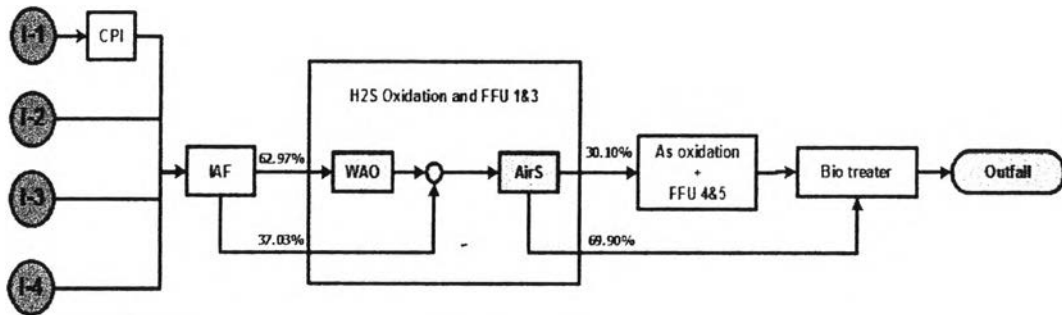 I-1
CPI
I-2
I-3
I-4
IAF
62.97%
37.03%
H2S Oxidation and FFU 1&3
WAO
AirS
30.10%
69.90%
As oxidation
+
FFU 4&5
Bio treater
Outfall